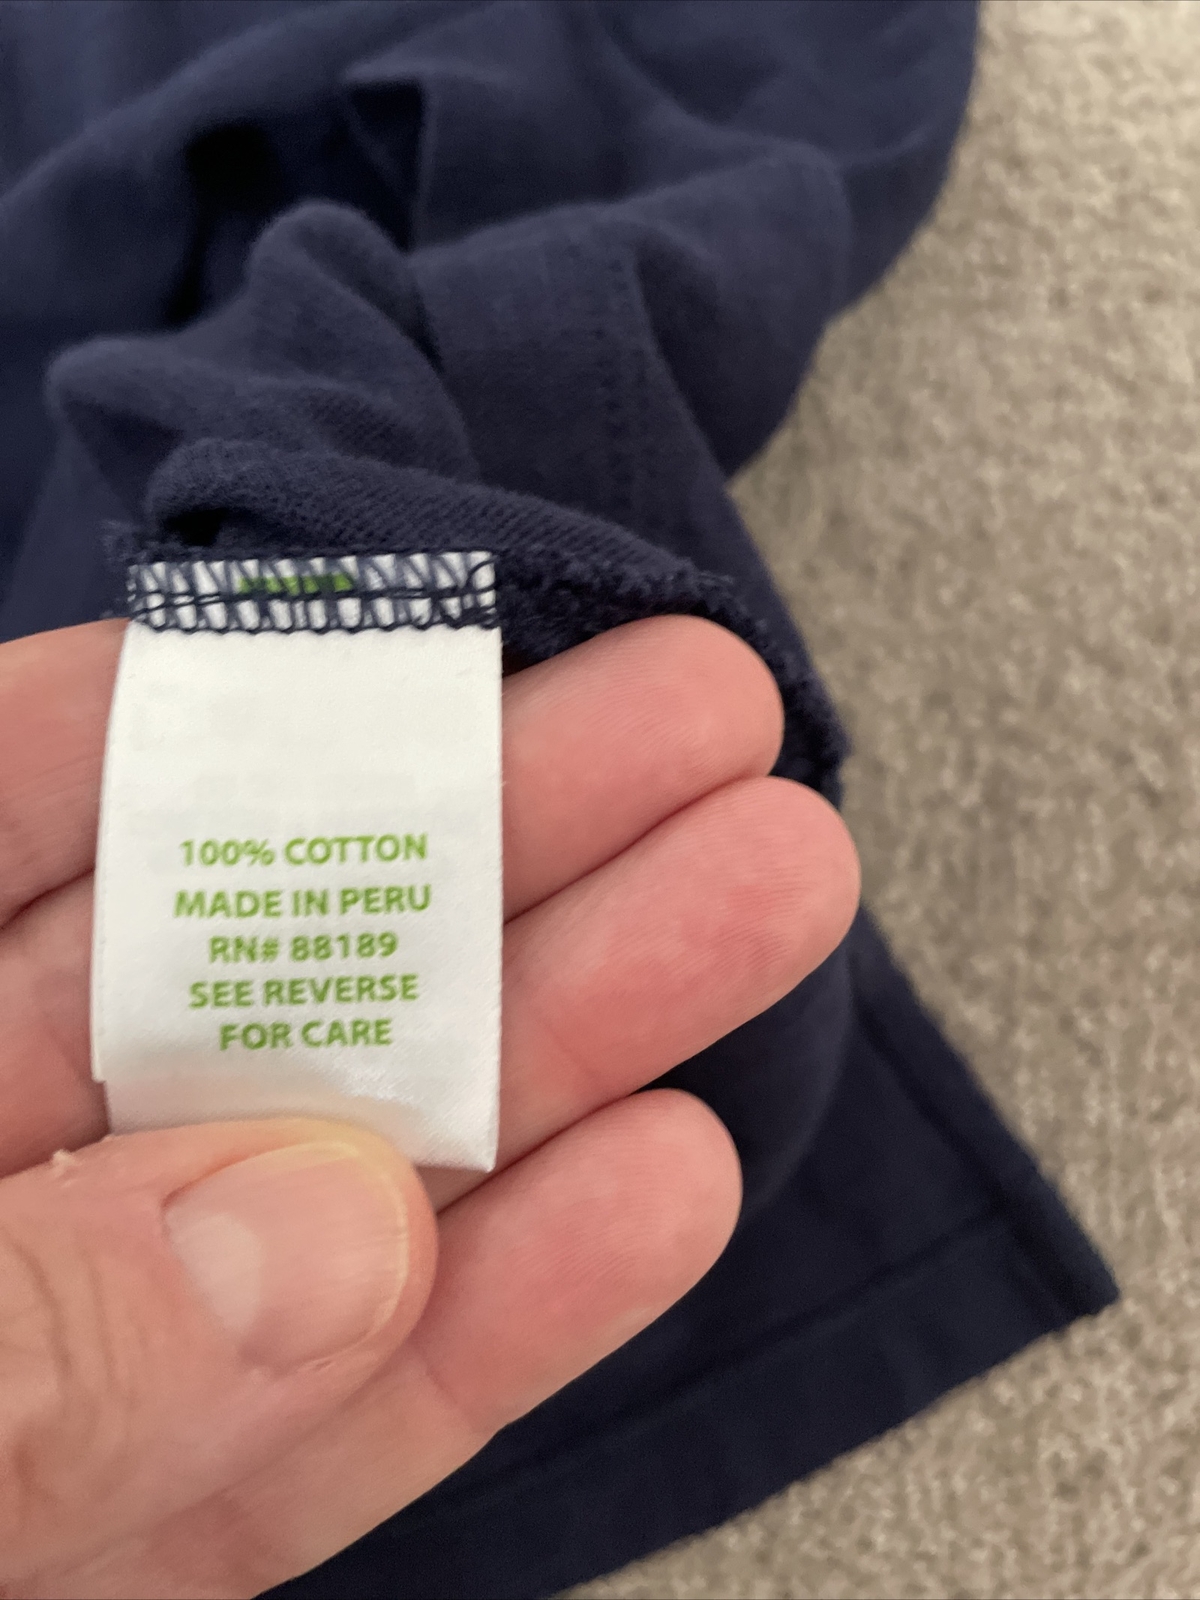 100% COTTON
MADE IN PERU
RN# 88189
SEE REVERSE
FOR CARE